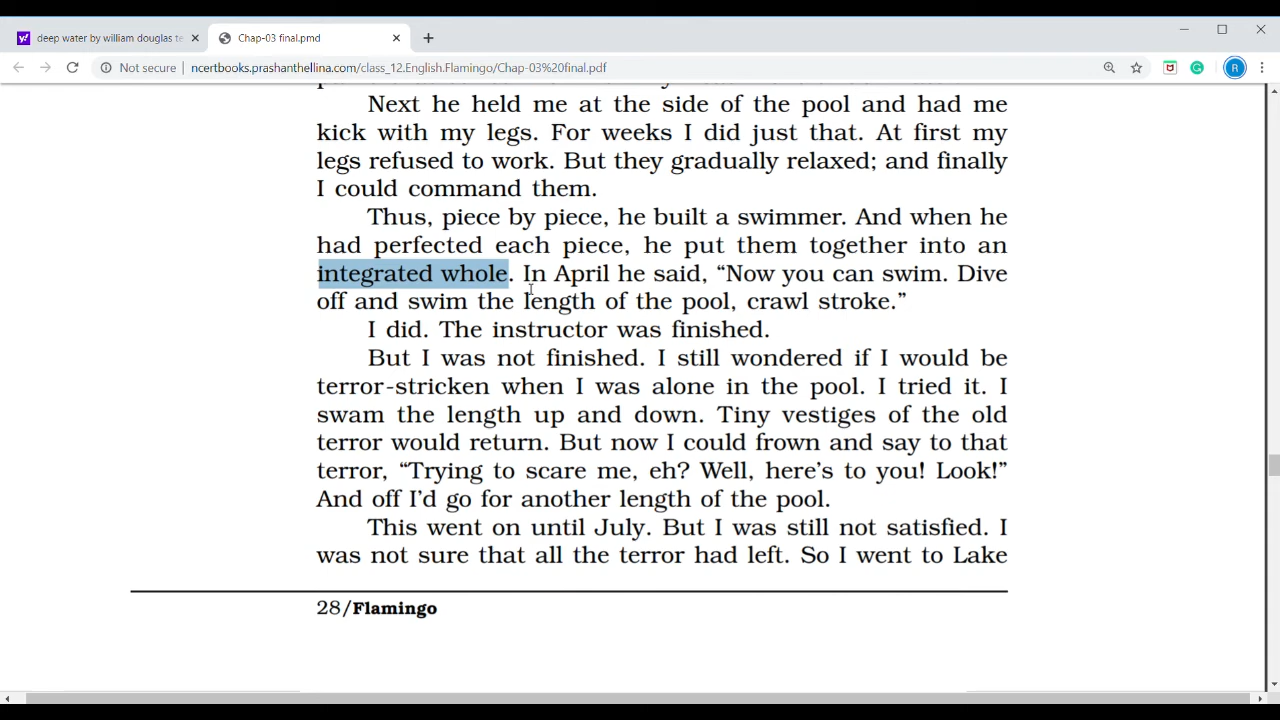 deep water by william douglas te
Chap-03 final.pmd
Not secure
ncertbooks.prashanthellina.com/class_12.English.Flamingo/Chap-03%20final.pdf
R
Next he held me at the side of the pool and had me
kick with my legs. For weeks I did just that. At first my
legs refused to work. But they gradually relaxed; and finally
I could command them.
Thus, piece by piece, he built a swimmer. And when he
had perfected each piece, he put them together into an
integrated whole. In April he said, “Now you can swim. Dive
off and swim the length of the pool, crawl stroke.”
I did. The instructor was finished.
But I was not finished. I still wondered if I would be
terror-stricken when I was alone in the pool. I tried it. I
swam the length up and down. Tiny vestiges of the old
terror would return. But now I could frown and say to that
terror, “Trying to scare me, eh? Well, here’s to you! Look!”
And off I’d go for another length of the pool.
This went on until July. But I was still not satisfied. I
was not sure that all the terror had left. So I went to Lake
28/Flamingo